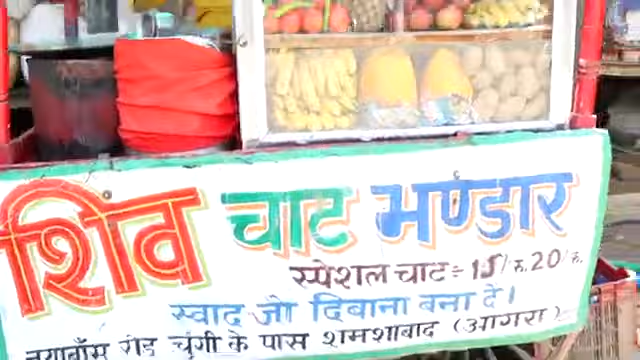 शिव चाट भण्डार
स्पेशल चाट ÷ 15/ रु. 20/ रु.
स्वाद जो दिबाना बना दे।
नयाबाँस रोड चुंगी के पास शमशाबाद (आगरा)